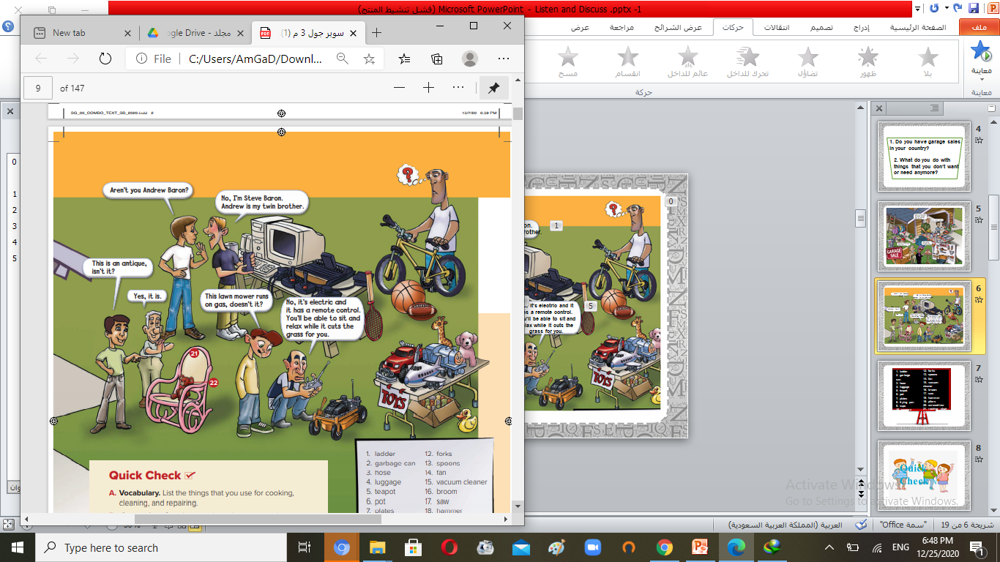 Microsoft PowerPoint - Listen and Discuss .pptx -1 (فشل تنشيط المنتج)
New tab
مجلد - ogle Drive
سوبر جول 3 م (1)
File
C:/Users/AmGaD/Downl...
9
of 147
ملف
الصفحة الرئيسية
إدراج
تصميم
انتقالات
حركات
عرض الشرائح
مراجعة
عرض
معاينة
بلا
ظهور
تضاؤل
تحرك للداخل
عائم للداخل
انقسام
مسح
معاينة
حركة
GG_00_COMBO_TEXT_GD_2020.indd 2
Aren't you Andrew Baron?
No, I'm Steve Baron.
Andrew is my twin brother.
This is an antique,
isn't it?
Yes, it is.
This lawn mower runs
on gas, doesn't it?
No, it's electric and
it has a remote control.
You'll be able to sit and
relax while it cuts the
grass for you.
21
22
TOYS
Quick Check
A. Vocabulary. List the things that you use for cooking,
cleaning, and repairing.
1. ladder
2. garbage can
3. hose
4. luggage
5. teapot
6. pot
7. plates
12. forks
13. spoons
14. fan
15. vacuum cleaner
16. broom
17. saw
18. hammer
0
1
2
3
4
5
on.
rother.
0
1
5
, it's electric and it
s a remote control.
u'll be able to sit and
lax while it cuts the
grass for you.
TOYS
4
1. Do you have garage sales
in your country?
2. What do you do with
things that you don't want
or need anymore?
5
GARAGE
SALE
6
7
8
Quick
Check
Activate Windows
Go to Settings to activate Windows.
شريحة 6 من 19
"سمة Office"
العربية (المملكة العربية السعودية)
Type here to search
ENG
6:48 PM
12/25/2020
1